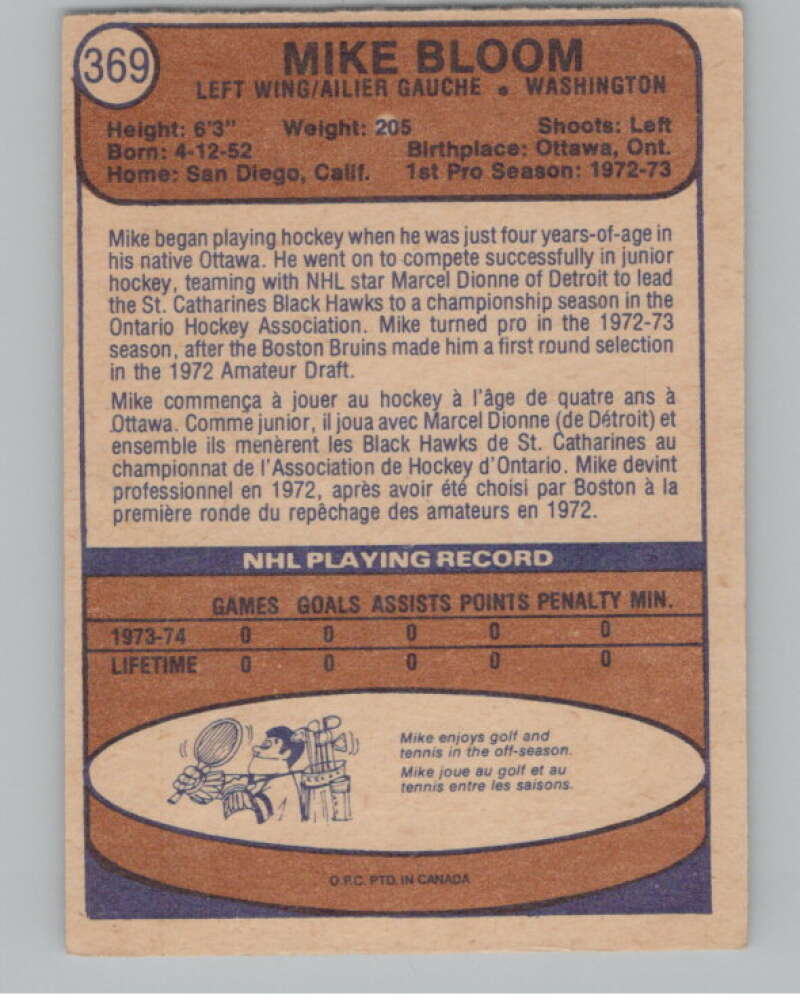 369
MIKE BLOOM
LEFT WING/AILIER GAUCHE • WASHINGTON
Height: 6'3" Weight: 205 Shoots: Left
Born: 4-12-52 Birthplace: Ottawa, Ont.
Home: San Diego, Calif. 1st Pro Season: 1972-73
Mike began playing hockey when he was just four years-of-age in
his native Ottawa. He went on to compete successfully in junior
hockey, teaming with NHL star Marcel Dionne of Detroit to lead
the St. Catharines Black Hawks to a championship season in the
Ontario Hockey Association. Mike turned pro in the 1972-73
season, after the Boston Bruins made him a first round selection
in the 1972 Amateur Draft.
Mike commença à jouer au hockey à l'âge de quatre ans à
Ottawa. Comme junior, il joua avec Marcel Dionne (de Détroit) et
ensemble ils menèrent les Black Hawks de St. Catharines au
championnat de l'Association de Hockey d'Ontario. Mike devint
professionnel en 1972, après avoir été choisi par Boston à la
première ronde du repêchage des amateurs en 1972.
NHL PLAYING RECORD
GAMES GOALS ASSISTS POINTS PENALTY MIN.
1973-74 0 0 0 0 0
LIFETIME 0 0 0 0 0
Mike enjoys golf and
tennis in the off-season.
Mike joue au golf et au
tennis entre les saisons.
O.P.C. PTD. IN CANADA